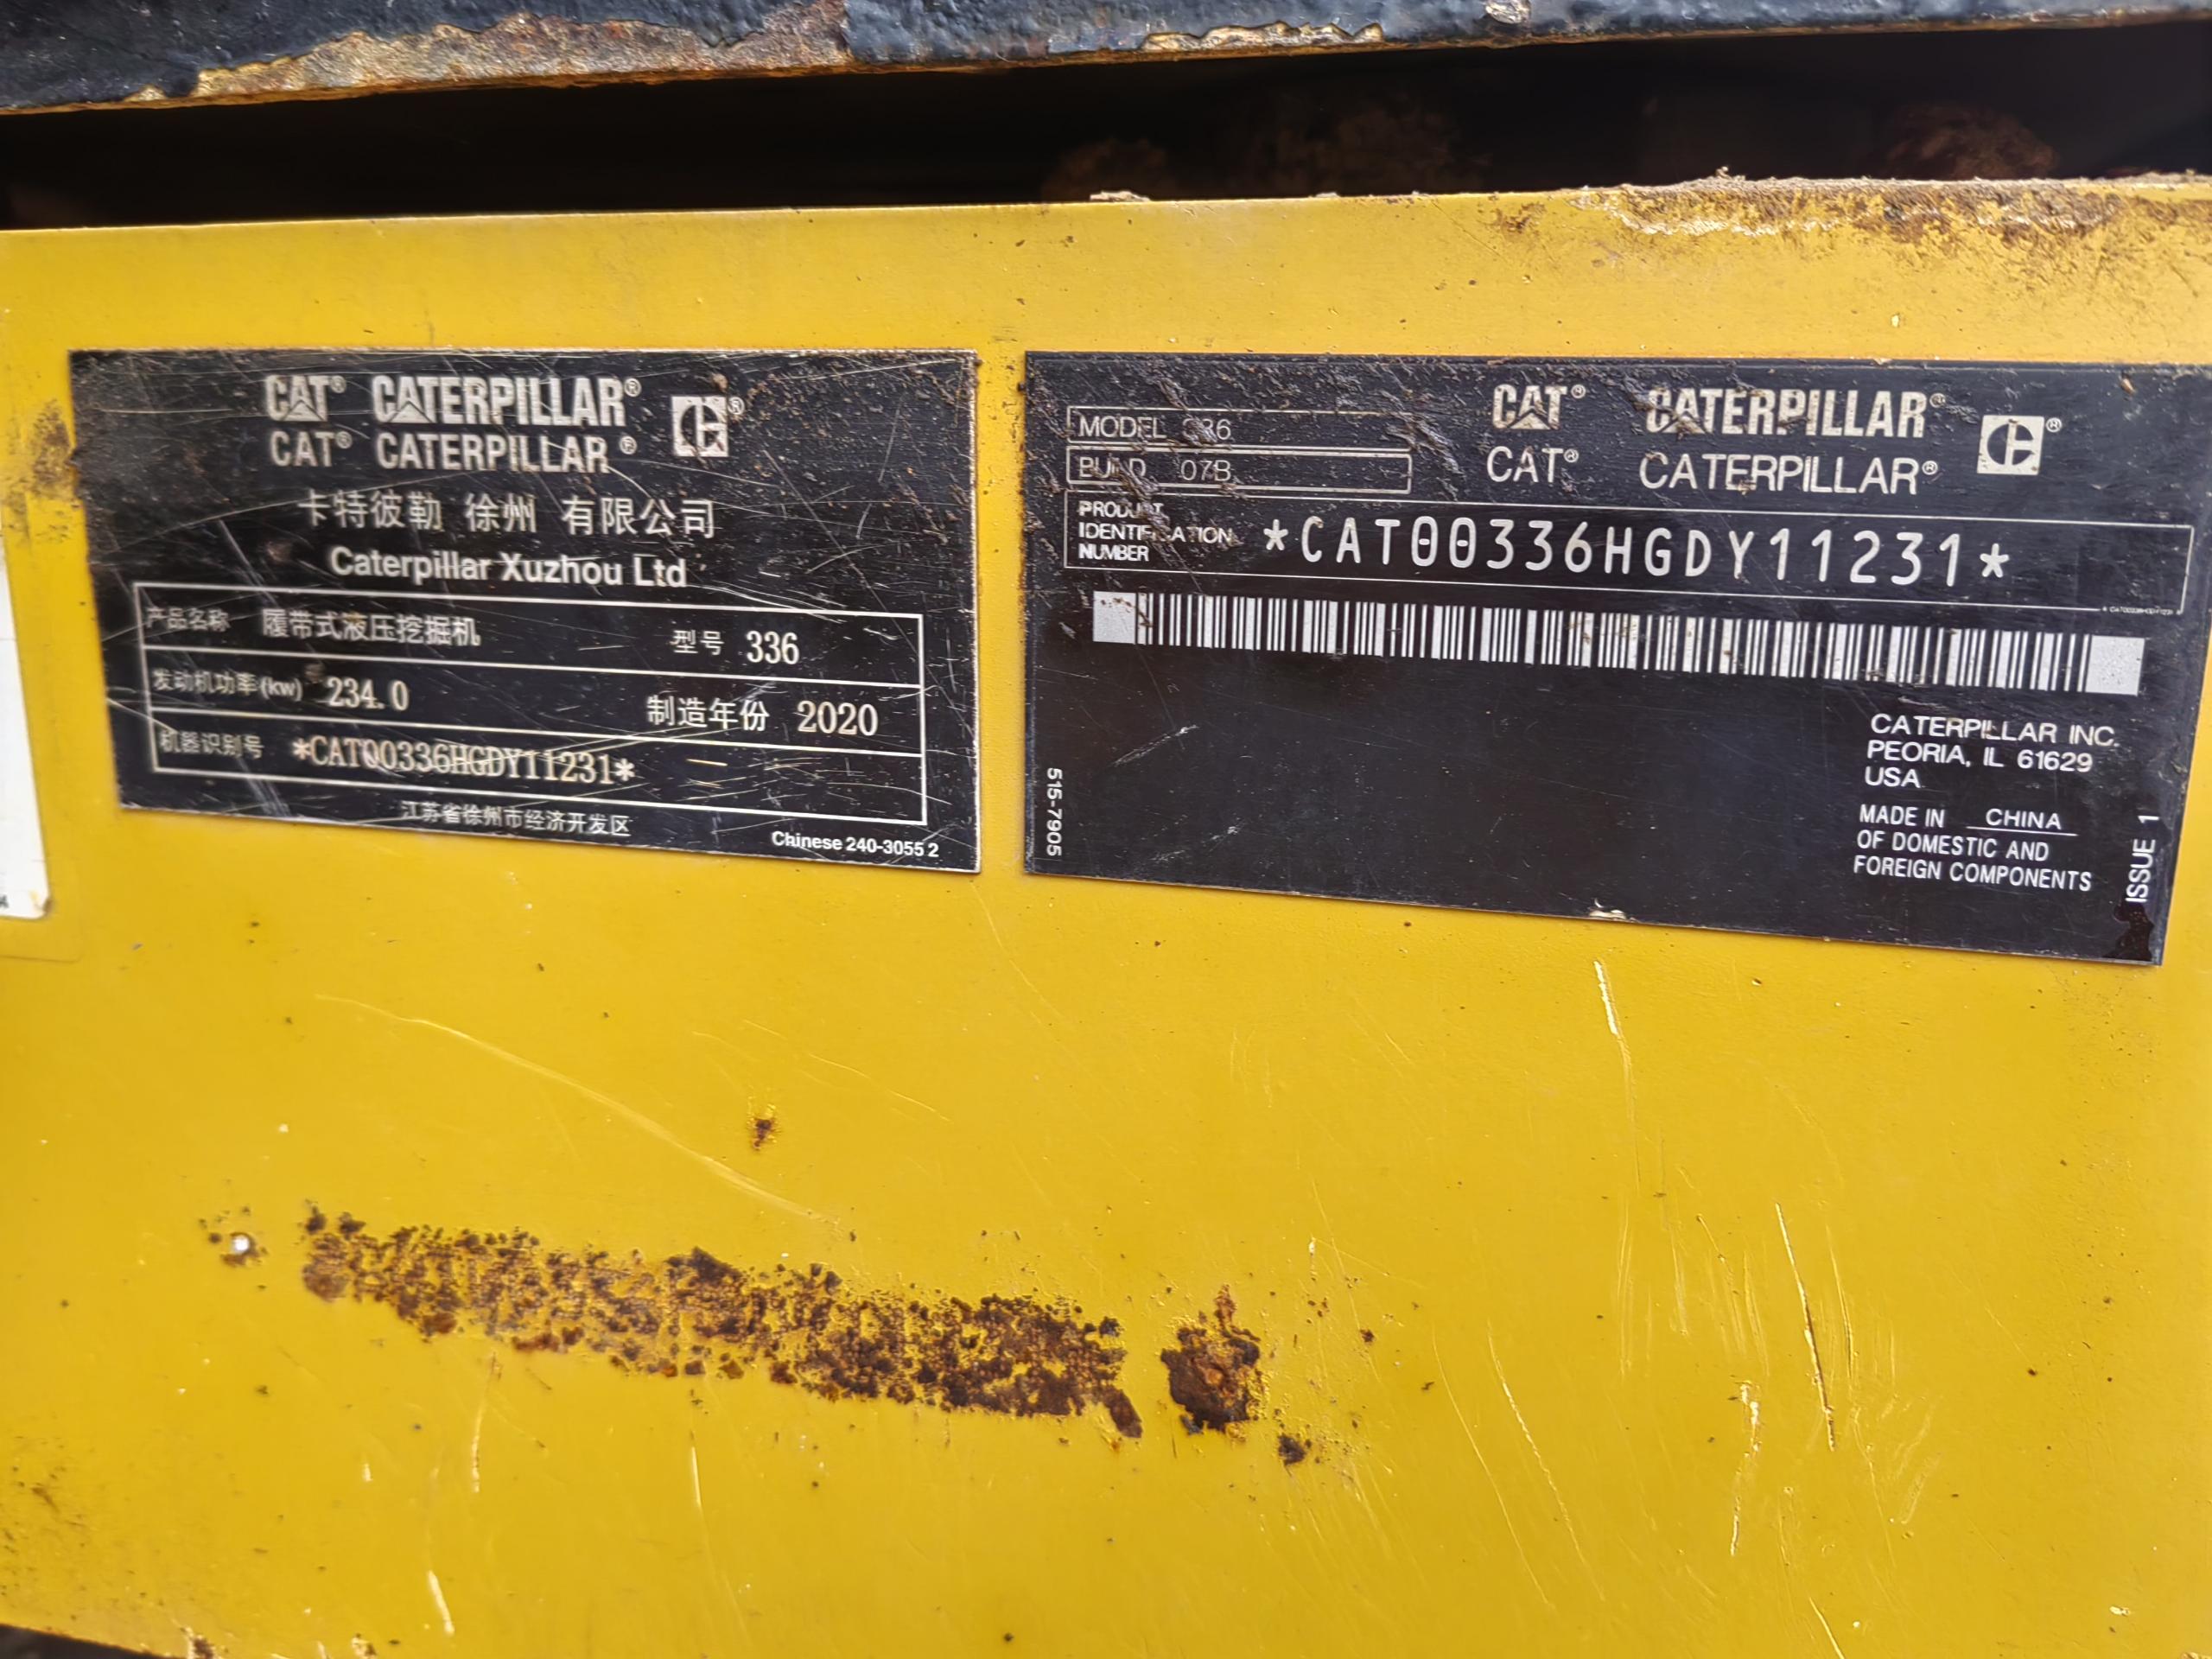 CAT® CATERPILLAR®
CAT® CATERPILLAR®
卡特彼勒 徐州 有限公司
Caterpillar Xuzhou Ltd
产品名称 履带式液压挖掘机 型号 336
发动机功率(kw) 234.0 制造年份 2020
机器识别号 *CAT00336HGDY11231*
江苏省徐州市经济开发区
Chinese 240-3055 2
MODEL 336
BUILD 07B
CAT® CATERPILLAR®
CAT® CATERPILLAR®
PRODUCT
IDENTIFICATION
NUMBER
*CAT00336HGDY11231*
515-7905
CATERPILLAR INC.
PEORIA, IL 61629
USA
MADE IN CHINA
OF DOMESTIC AND
FOREIGN COMPONENTS
ISSUE 1